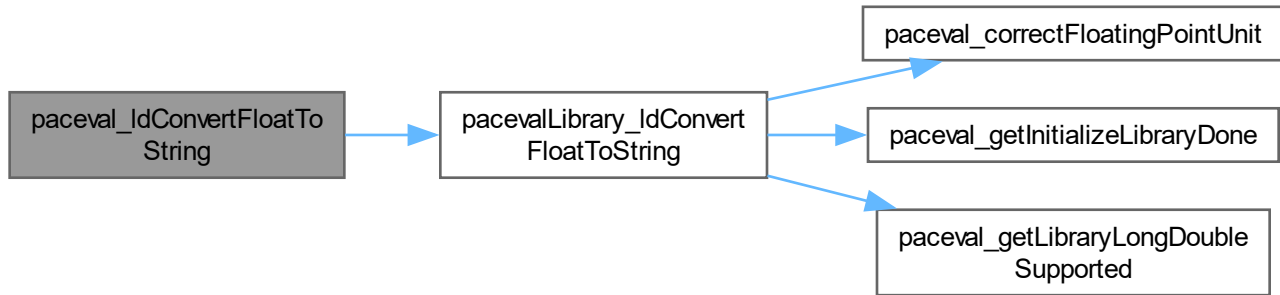 paceval_ldConvertFloatTo
String
pacevalLibrary_ldConvert
FloatToString
paceval_correctFloatingPointUnit
paceval_getInitializeLibraryDone
paceval_getLibraryLongDouble
Supported